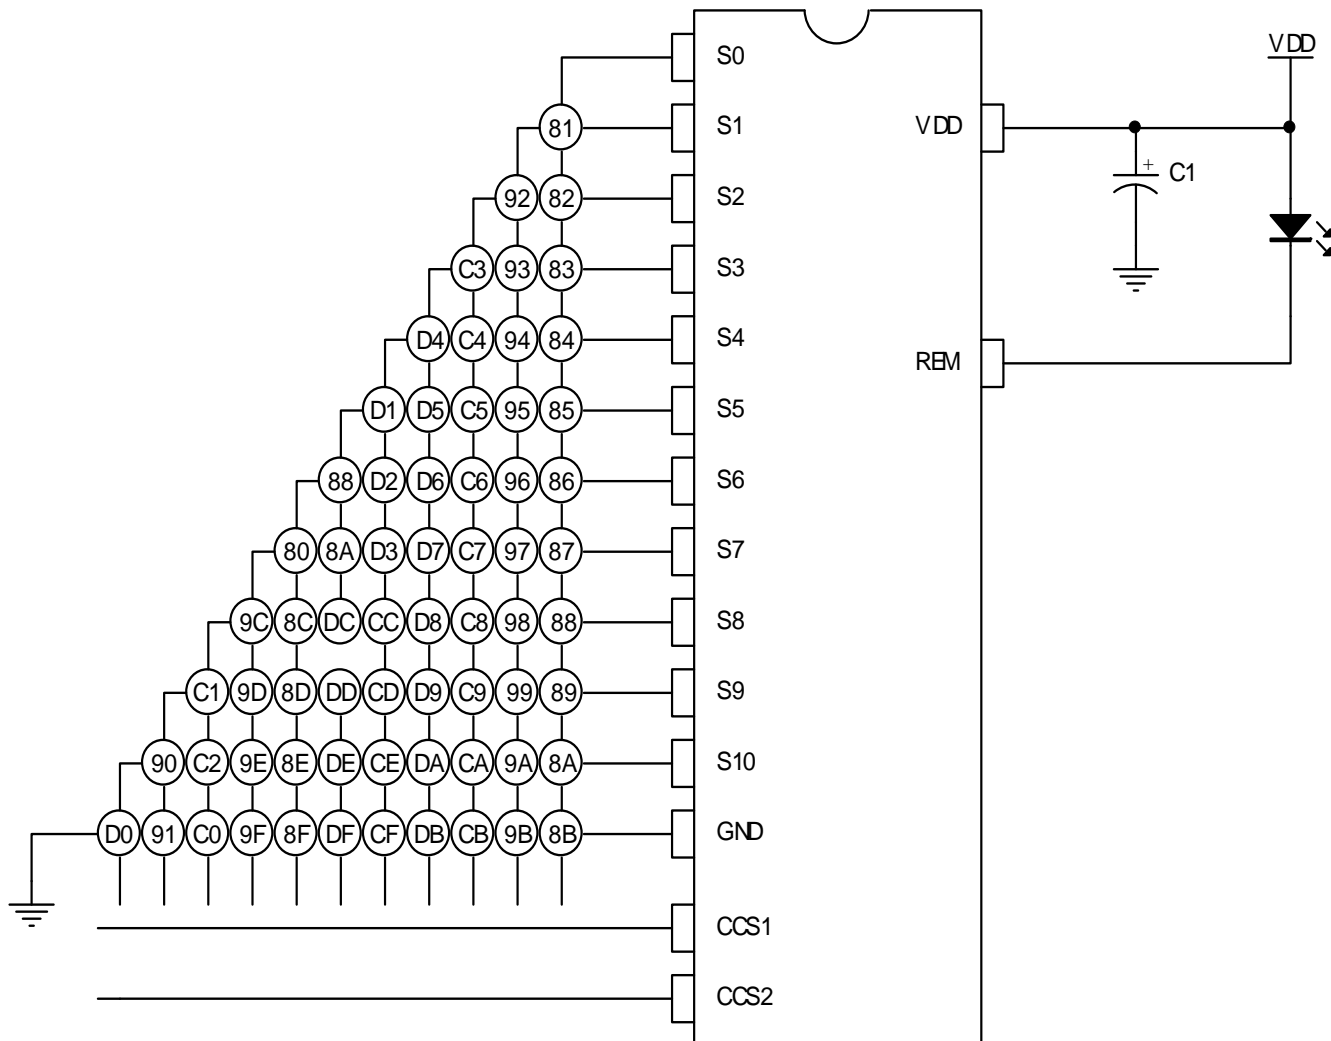 S0
VDD
81 S1 VDD
92 82 S2 + C1
C3 93 83 S3
D4 C4 94 84 S4 REM
D1 D5 C5 95 85 S5
88 D2 D6 C6 96 86 S6
80 8A D3 D7 C7 97 87 S7
9C 8C DC CC D8 C8 98 88 S8
C1 9D 8D DD CD D9 C9 99 89 S9
90 C2 9E 8E DE CE DA CA 9A 8A S10
D0 91 C0 9F 8F DF CF DB CB 9B 8B GND
CCS1
CCS2